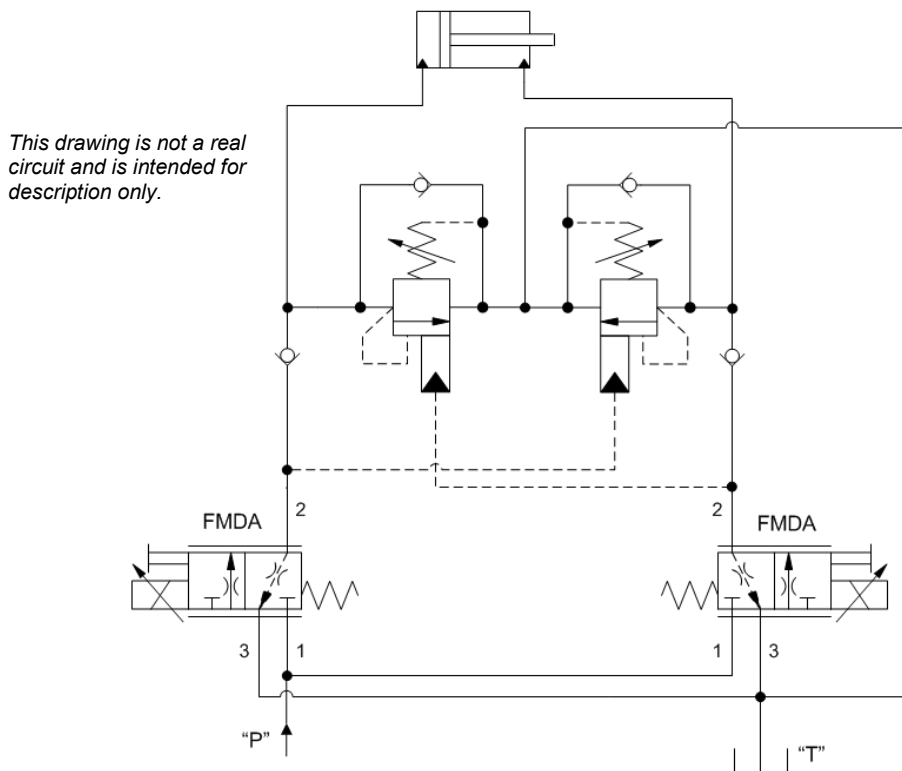 This drawing is not a real
circuit and is intended for
description only.
2
2
FMDA
FMDA
3
1
1
3
“P”
“T”